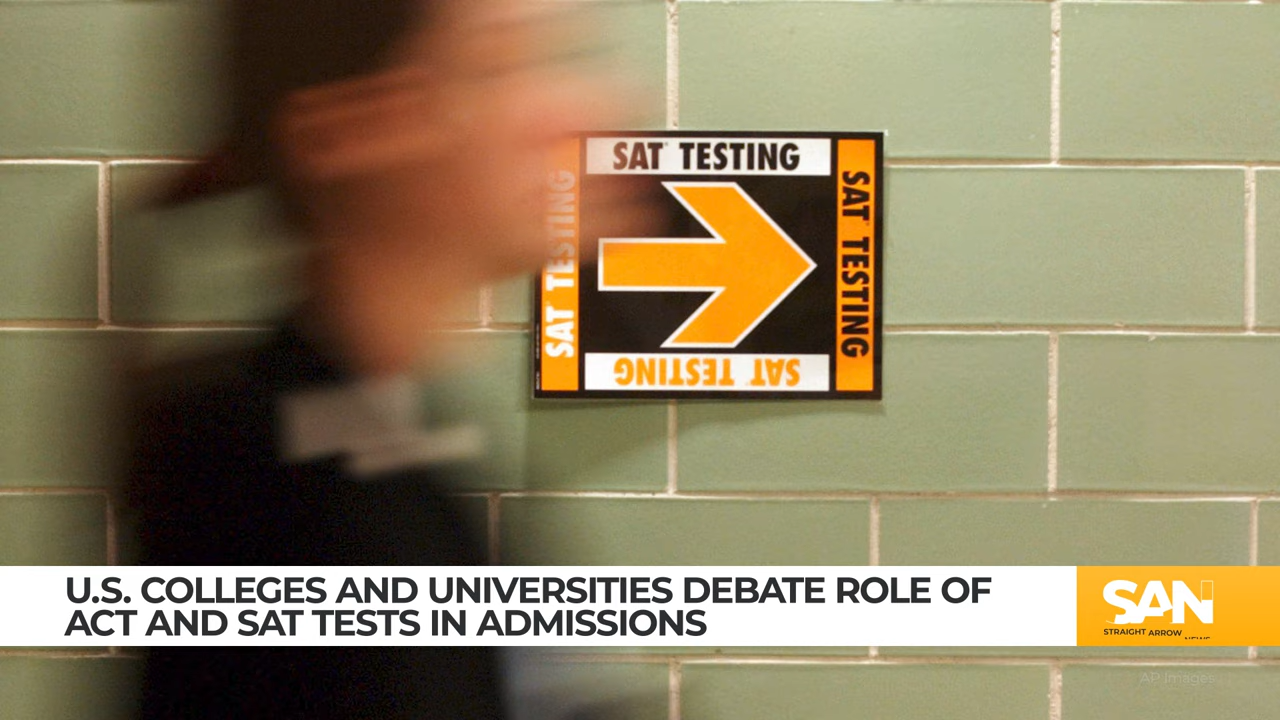 SAT TESTING
SAT TESTING
SAT TESTING
SAT TESTING
U.S. COLLEGES AND UNIVERSITIES DEBATE ROLE OF
ACT AND SAT TESTS IN ADMISSIONS
SAN
STRAIGHT ARROW NEWS
AP Images